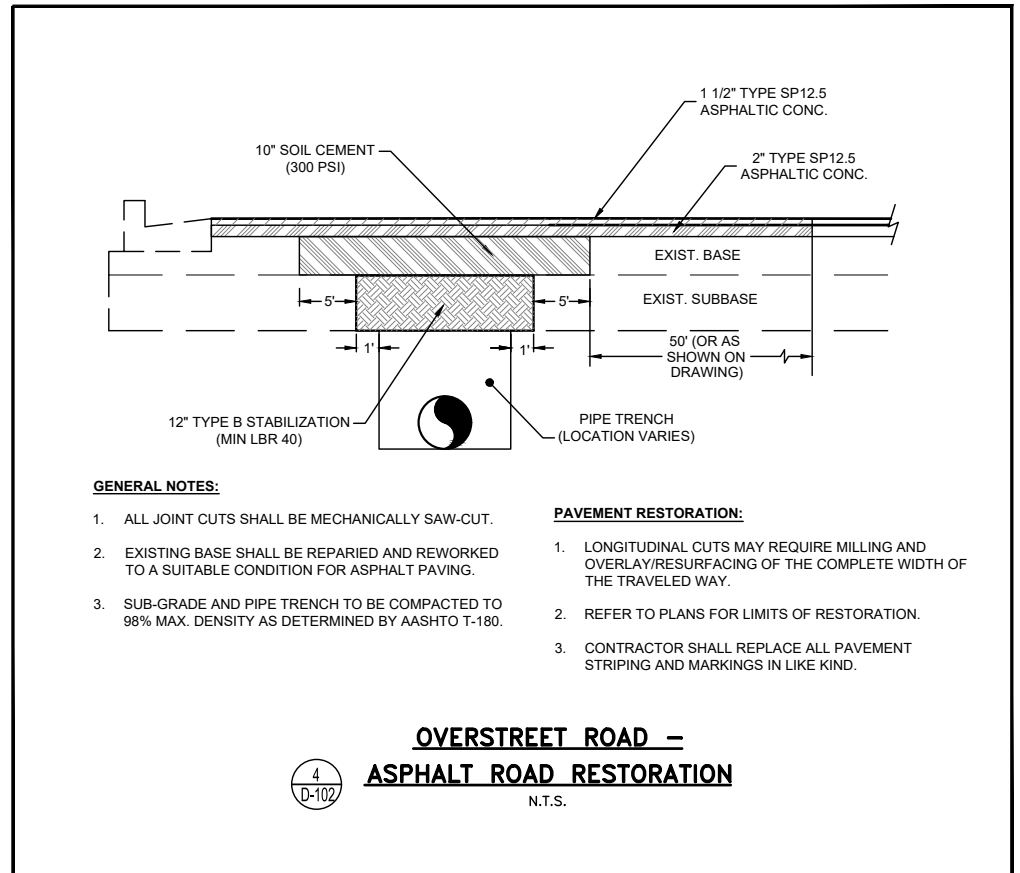 1 1/2" TYPE SP12.5
ASPHALTIC CONC.
10" SOIL CEMENT
(300 PSI)
2" TYPE SP12.5
ASPHALTIC CONC.
EXIST. BASE
5'
5'
EXIST. SUBBASE
1'
1'
50' (OR AS
SHOWN ON
DRAWING)
12" TYPE B STABILIZATION
(MIN LBR 40)
PIPE TRENCH
(LOCATION VARIES)
GENERAL NOTES:
1. ALL JOINT CUTS SHALL BE MECHANICALLY SAW-CUT.
2. EXISTING BASE SHALL BE REPARIED AND REWORKED
TO A SUITABLE CONDITION FOR ASPHALT PAVING.
3. SUB-GRADE AND PIPE TRENCH TO BE COMPACTED TO
98% MAX. DENSITY AS DETERMINED BY AASHTO T-180.
PAVEMENT RESTORATION:
1. LONGITUDINAL CUTS MAY REQUIRE MILLING AND
OVERLAY/RESURFACING OF THE COMPLETE WIDTH OF
THE TRAVELED WAY.
2. REFER TO PLANS FOR LIMITS OF RESTORATION.
3. CONTRACTOR SHALL REPLACE ALL PAVEMENT
STRIPING AND MARKINGS IN LIKE KIND.
OVERSTREET ROAD –
ASPHALT ROAD RESTORATION
4
D-102
N.T.S.